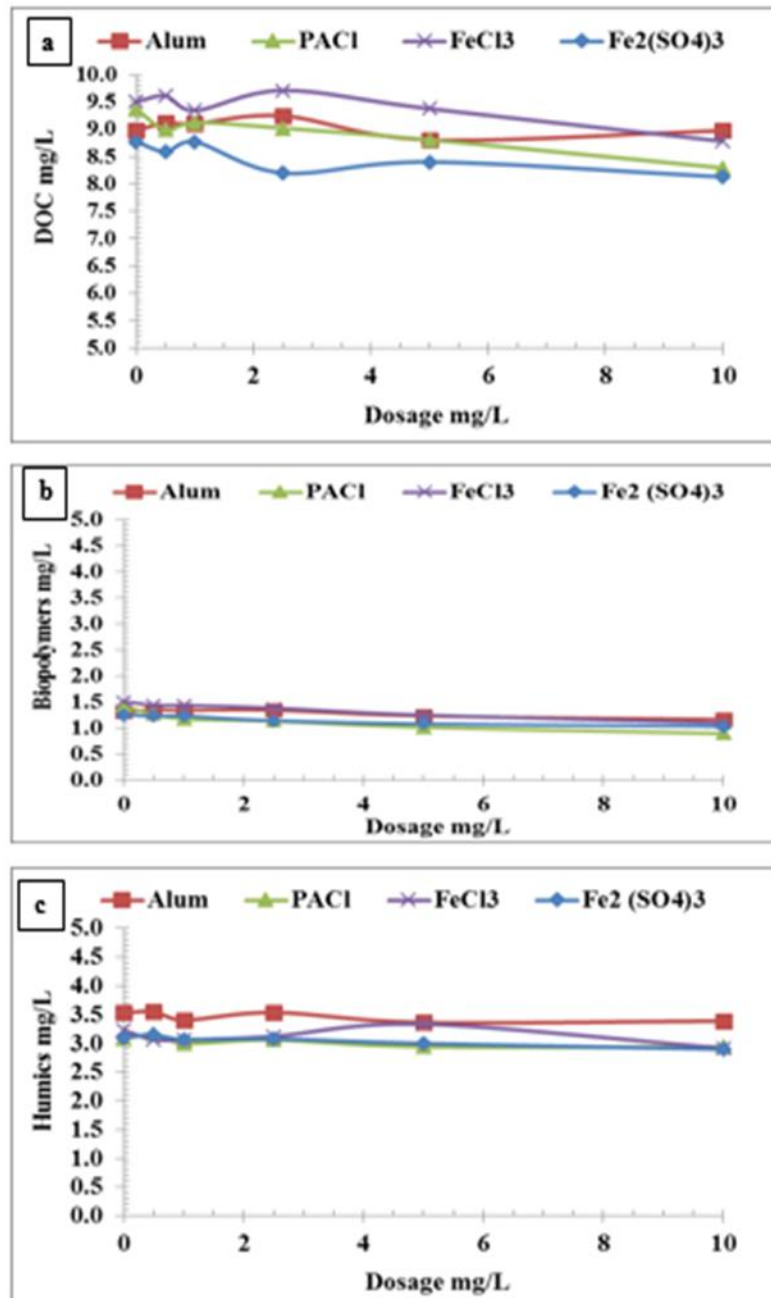 a
Alum PACl FeCl3 Fe2(SO4)3
10.0
9.5
9.0
8.5
8.0
7.5
7.0
6.5
6.0
5.5
5.0
DOC mg/L
0 2 4 6 8 10
Dosage mg/L
b
Alum PACl FeCl3 Fe2 (SO4)3
5.0
4.5
4.0
3.5
3.0
2.5
2.0
1.5
1.0
0.5
0.0
Biopolymers mg/L
0 2 4 6 8 10
Dosage mg/L
c
Alum PACl FeCl3 Fe2 (SO4)3
5.0
4.5
4.0
3.5
3.0
2.5
2.0
1.5
1.0
0.5
0.0
Humics mg/L
0 2 4 6 8 10
Dosage mg/L